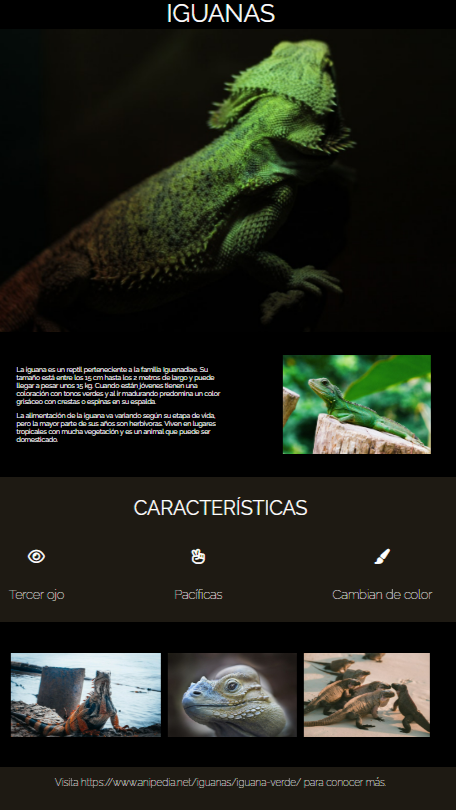 IGUANAS
La iguana es un reptil perteneciente a la familia Iguanadiae. Su
tamaño está entre los 15 cm hasta los 2 metros de largo y puede
llegar a pesar unos 15 kg. Cuando están jóvenes tienen una
coloración con tonos verdes y al ir madurando predomina un color
grisáceo con crestas o espinas en su espalda.
La alimentación de la iguana va variando según su etapa de vida,
pero la mayor parte de sus años son herbívoras. Viven en lugares
tropicales con mucha vegetación y es un animal que puede ser
domesticado.
CARACTERÍSTICAS
Tercer ojo
Pacíficas
Cambian de color
Visita https://www.anipedia.net/iguanas/iguana-verde/ para conocer más.